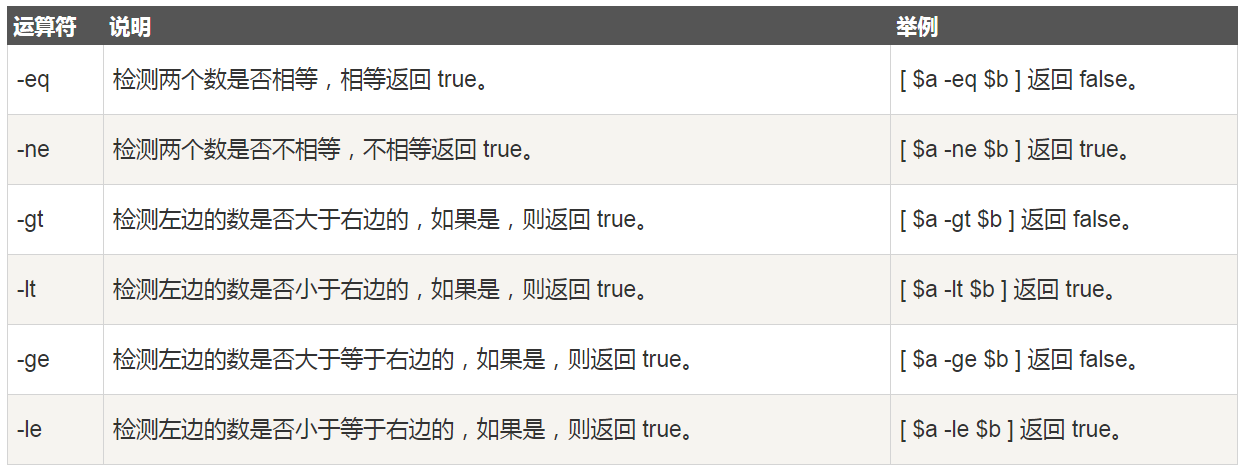 运算符 说明 举例
-eq 检测两个数是否相等，相等返回 true。 [ $a -eq $b ] 返回 false。
-ne 检测两个数是否不相等，不相等返回 true。 [ $a -ne $b ] 返回 true。
-gt 检测左边的数是否大于右边的，如果是，则返回 true。 [ $a -gt $b ] 返回 false。
-lt 检测左边的数是否小于右边的，如果是，则返回 true。 [ $a -lt $b ] 返回 true。
-ge 检测左边的数是否大于等于右边的，如果是，则返回 true。 [ $a -ge $b ] 返回 false。
-le 检测左边的数是否小于等于右边的，如果是，则返回 true。 [ $a -le $b ] 返回 true。